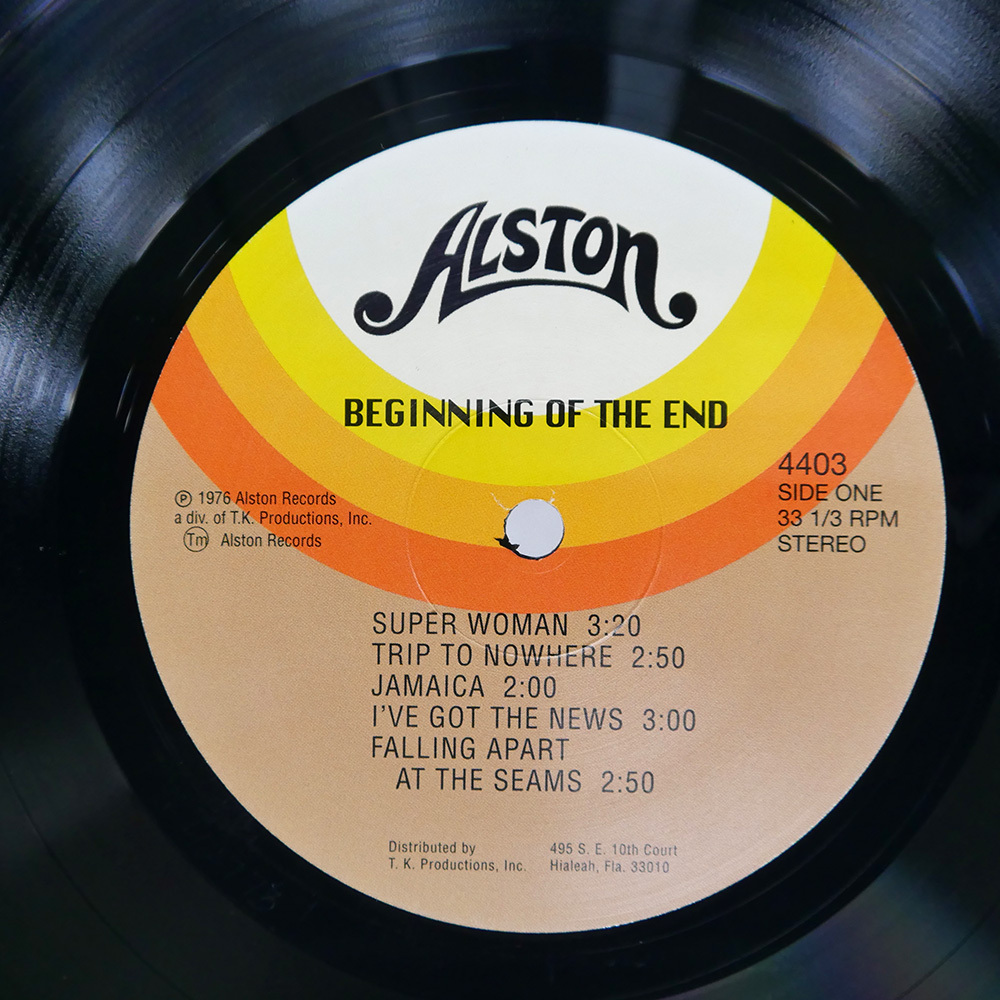 ALSTON
BEGINNING OF THE END
℗ 1976 Alston Records
a div. of T.K. Productions, Inc.
Tm Alston Records
4403
SIDE ONE
33 1/3 RPM
STEREO
SUPER WOMAN 3:20
TRIP TO NOWHERE 2:50
JAMAICA 2:00
I'VE GOT THE NEWS 3:00
FALLING APART
AT THE SEAMS 2:50
Distributed by
T. K. Productions, Inc.
495 S. E. 10th Court
Hialeah, Fla. 33010